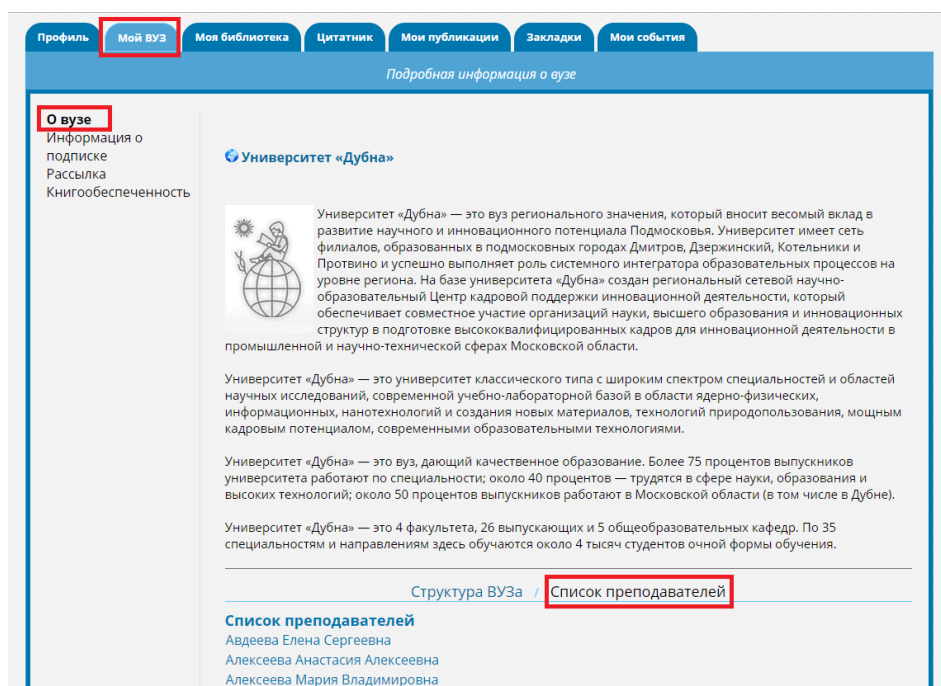 Профиль Мой ВУЗ Моя библиотека Цитатник Мои публикации Закладки Мои события
Подробная информация о вузе
О вузе
Информация о
подписке
Рассылка
Книгообеспеченность
Университет «Дубна»
Университет «Дубна» — это вуз регионального значения, который вносит весомый вклад в
развитие научного и инновационного потенциала Подмосковья. Университет имеет сеть
филиалов, образованных в подмосковных городах Дмитров, Дзержинский, Котельники и
Протвино и успешно выполняет роль системного интегратора образовательных процессов на
уровне региона. На базе университета «Дубна» создан региональный сетевой научно-
образовательный Центр кадровой поддержки инновационной деятельности, который
обеспечивает совместное участие организаций науки, высшего образования и инновационных
структур в подготовке высококвалифицированных кадров для инновационной деятельности в
промышленной и научно-технической сферах Московской области.
Университет «Дубна» — это университет классического типа с широким спектром специальностей и областей
научных исследований, современной учебно-лабораторной базой в области ядерно-физических,
информационных, нанотехнологий и создания новых материалов, технологий природопользования, мощным
кадровым потенциалом, современными образовательными технологиями.
Университет «Дубна» — это вуз, дающий качественное образование. Более 75 процентов выпускников
университета работают по специальности; около 40 процентов — трудятся в сфере науки, образования и
высоких технологий; около 50 процентов выпускников работают в Московской области (в том числе в Дубне).
Университет «Дубна» — это 4 факультета, 26 выпускающих и 5 общеобразовательных кафедр. По 35
специальностям и направлениям здесь обучаются около 4 тысяч студентов очной формы обучения.
Структура ВУЗа / Список преподавателей
Список преподавателей
Авдеева Елена Сергеевна
Алексеева Анастасия Алексеевна
Алексеева Мария Владимировна